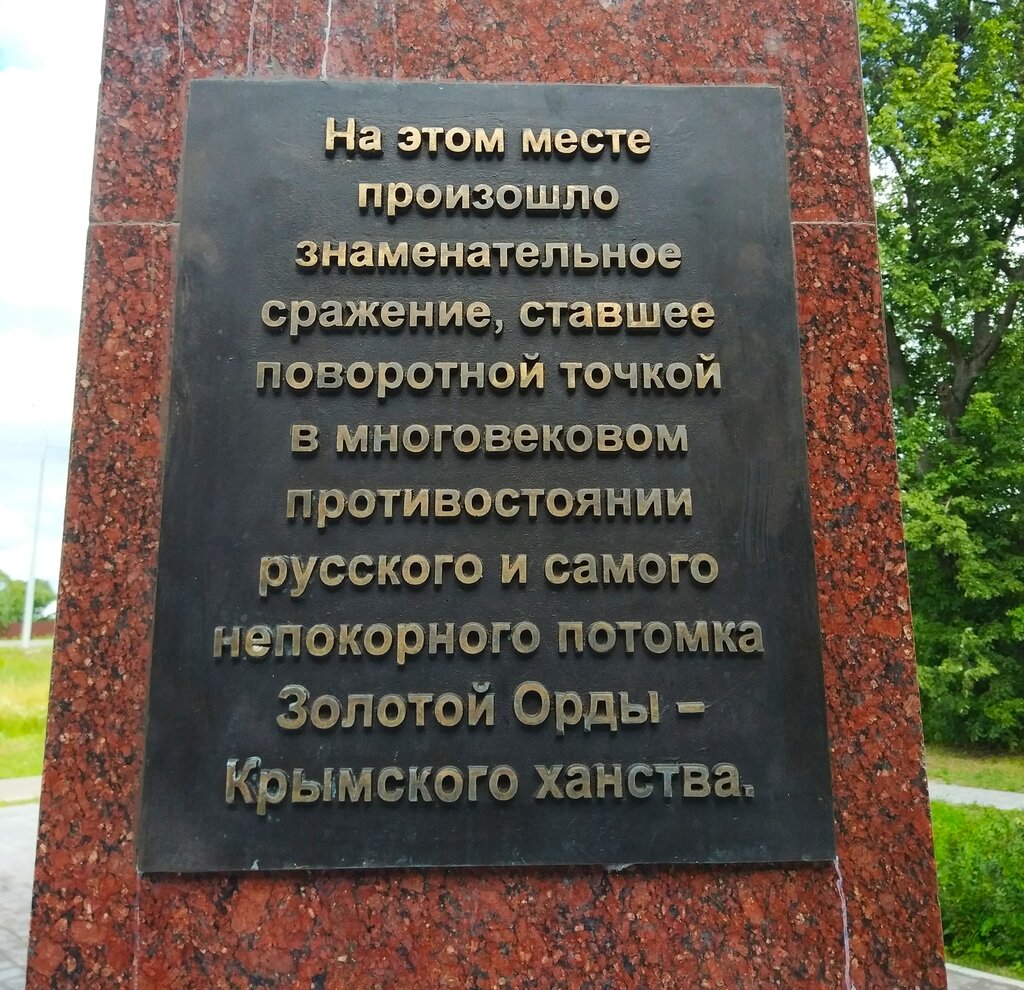 На этом месте
произошло
знаменательное
сражение, ставшее
поворотной точкой
в многовековом
противостоянии
русского и самого
непокорного потомка
Золотой Орды –
Крымского ханства.